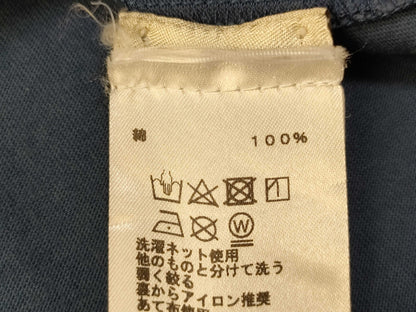 綿 100%
W
洗濯ネット使用
他のものと分けて洗う
弱く絞る
裏からアイロン推奨
あて布使用